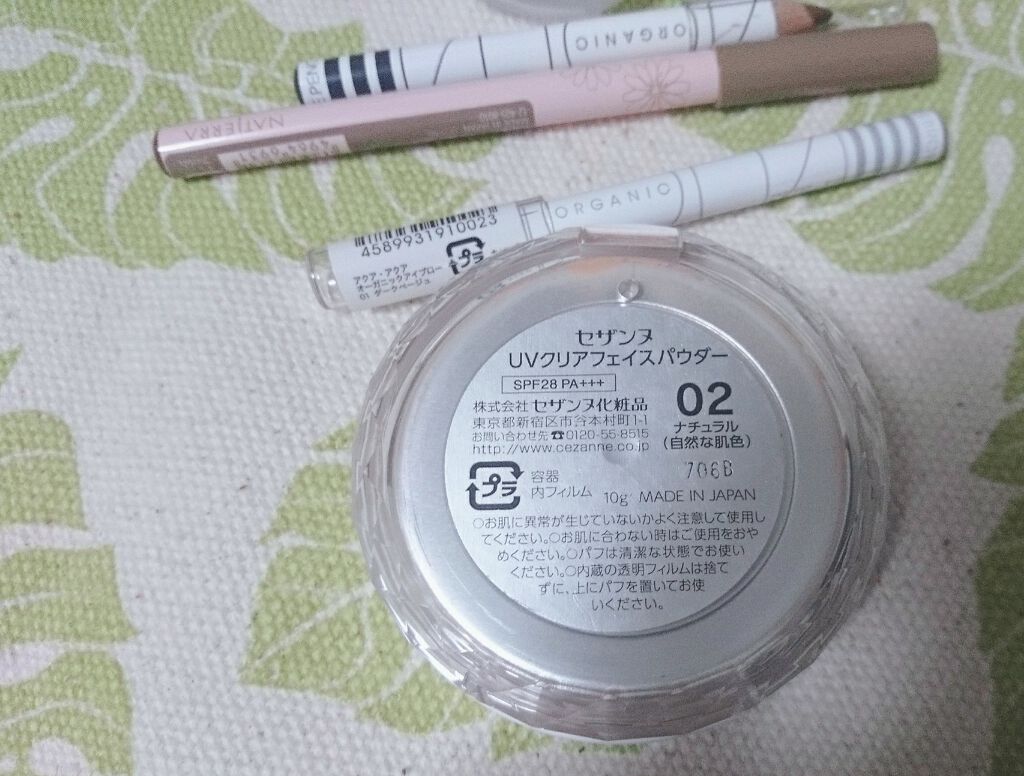 ORGANIC
E PEN
NATIERRA
ORGANIC
4589931910023
プラ
アクア・アクア
オーガニックアイブロー
01 ダークベージュ
セザンヌ
UVクリアフェイスパウダー
SPF28 PA+++
株式会社 セザンヌ化粧品
02
東京都新宿区市谷本村町1-1
ナチュラル
お問い合わせ先☎0120-55-8515
(自然な肌色)
http://www.cezanne.co.jp
706B
プラ
容器
内フィルム
10g MADE IN JAPAN
○お肌に異常が生じていないかよく注意して使用し
てください。○お肌に合わない時はご使用をおや
めください。○パフは清潔な状態でお使い
ください。○内蔵の透明フィルムは捨て
ずに、上にパフを置いてお使
いください。